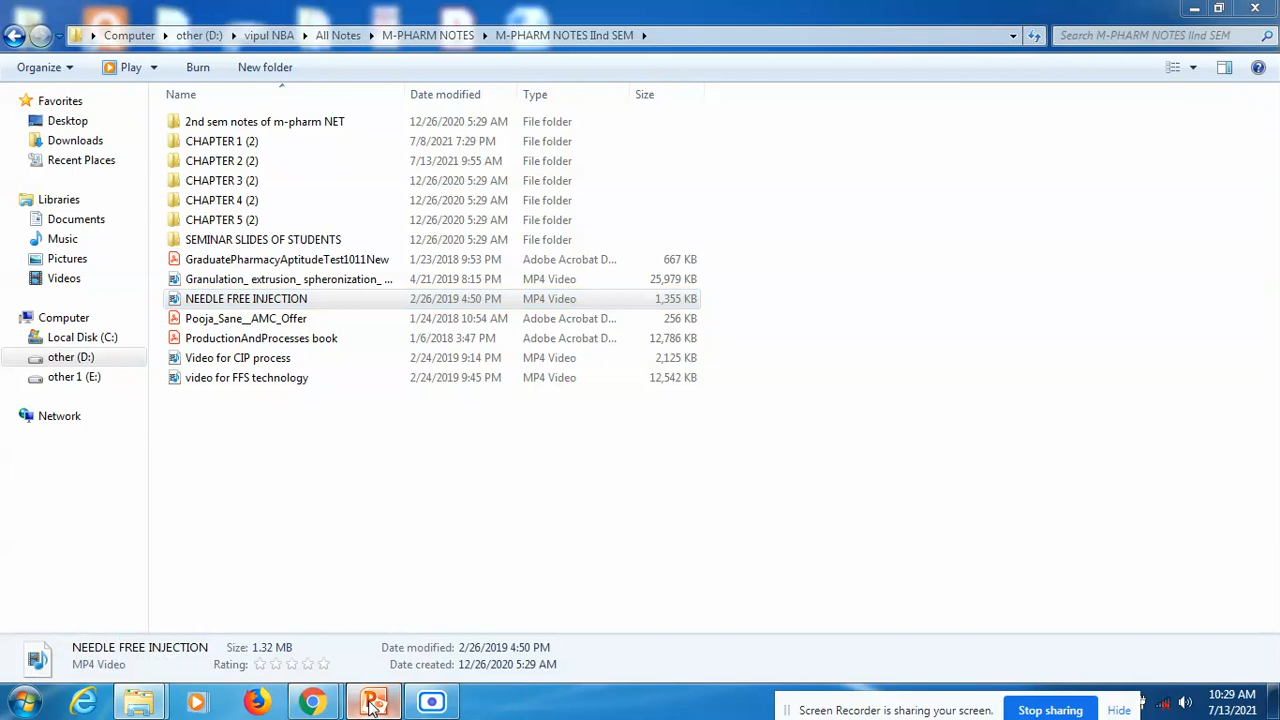 Computer ▸ other (D:) ▸ vipul NBA ▸ All Notes ▸ M-PHARM NOTES ▸ M-PHARM NOTES IInd SEM ▸ Search M-PHARM NOTES IInd SEM
Organize Play Burn New folder
Name Date modified Type Size
Favorites
Desktop
Downloads
Recent Places
Libraries
Documents
Music
Pictures
Videos
Computer
Local Disk (C:)
other (D:)
other 1 (E:)
Network
2nd sem notes of m-pharm NET 12/26/2020 5:29 AM File folder
CHAPTER 1 (2) 7/8/2021 7:29 PM File folder
CHAPTER 2 (2) 7/13/2021 9:55 AM File folder
CHAPTER 3 (2) 12/26/2020 5:29 AM File folder
CHAPTER 4 (2) 12/26/2020 5:29 AM File folder
CHAPTER 5 (2) 12/26/2020 5:29 AM File folder
SEMINAR SLIDES OF STUDENTS 12/26/2020 5:29 AM File folder
GraduatePharmacyAptitudeTest1011New 1/23/2018 9:53 PM Adobe Acrobat D... 667 KB
Granulation_ extrusion_ spheronization_ ... 4/21/2019 8:15 PM MP4 Video 25,979 KB
NEEDLE FREE INJECTION 2/26/2019 4:50 PM MP4 Video 1,355 KB
Pooja_Sane__AMC_Offer 1/24/2018 10:54 AM Adobe Acrobat D... 256 KB
ProductionAndProcesses book 1/6/2018 3:47 PM Adobe Acrobat D... 12,786 KB
Video for CIP process 2/24/2019 9:14 PM MP4 Video 2,125 KB
video for FFS technology 2/24/2019 9:45 PM MP4 Video 12,542 KB
NEEDLE FREE INJECTION Size: 1.32 MB Date modified: 2/26/2019 4:50 PM
MP4 Video Rating: Date created: 12/26/2020 5:29 AM
Screen Recorder is sharing your screen. Stop sharing Hide
10:29 AM
7/13/2021